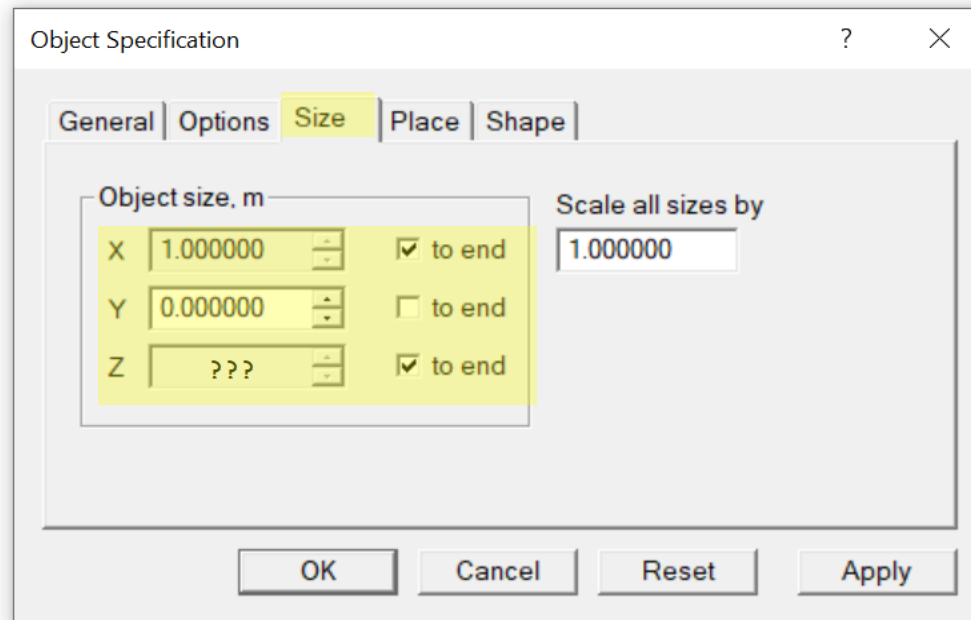 Object Specification ? ×
General Options Size Place Shape
Object size, m
Scale all sizes by
X 1.000000 to end 1.000000
Y 0.000000 to end
Z ??? to end
OK Cancel Reset Apply